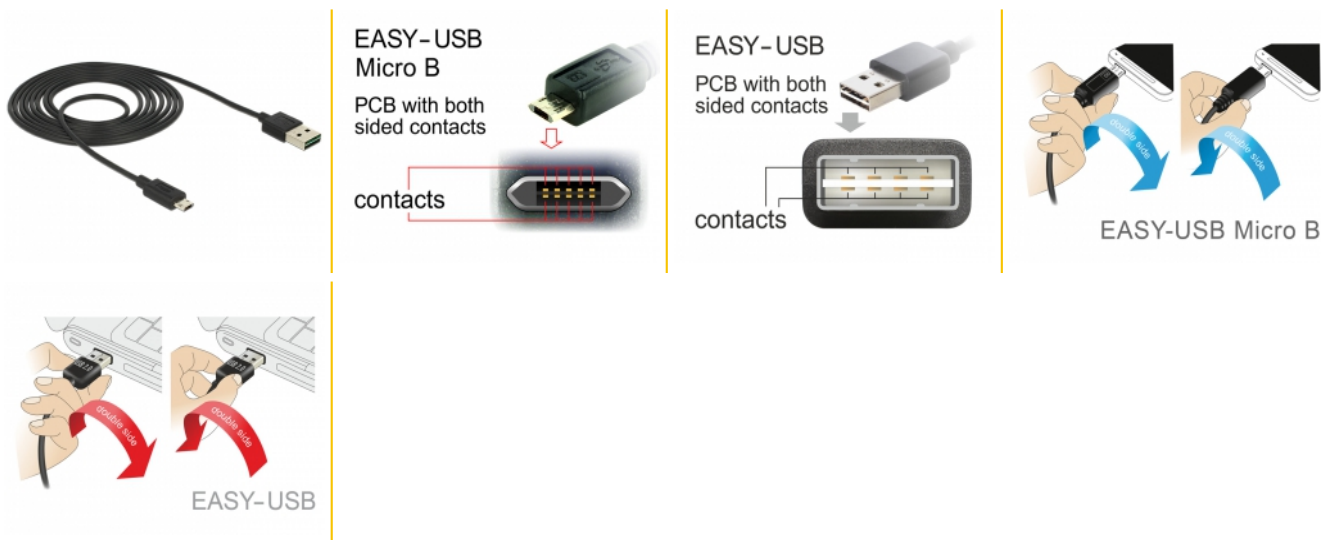 EASY-USB
Micro B
PCB with both
sided contacts
contacts
EASY-USB
PCB with both
sided contacts
contacts
double side
double side
EASY-USB Micro B
double side
double side
EASY-USB